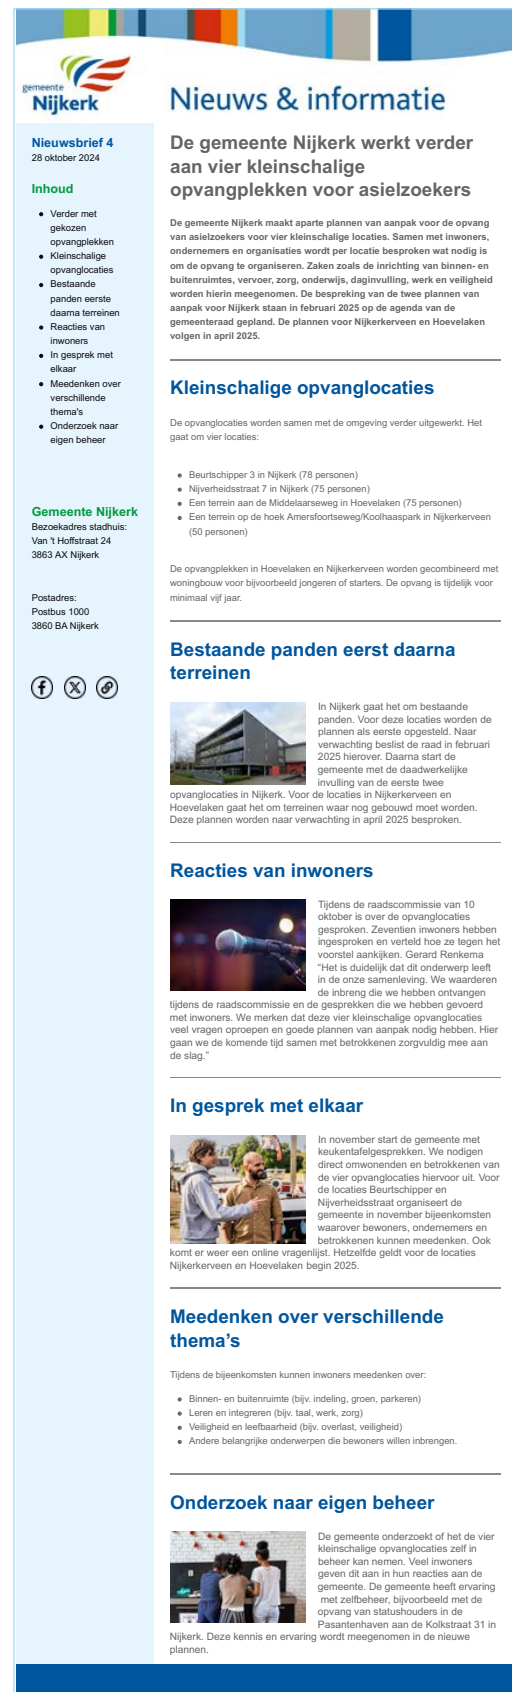 gemeente
Nijkerk
Nieuws & informatie
Nieuwsbrief 4
28 oktober 2024
Inhoud
Verder met
gekozen
opvangplekken
Kleinschalige
opvanglocaties
Bestaande
panden eerste
daarna terreinen
Reacties van
inwoners
In gesprek met
elkaar
Meedenken over
verschillende
thema's
Onderzoek naar
eigen beheer
Gemeente Nijkerk
Bezoekadres stadhuis:
Van 't Hoffstraat 24
3863 AX Nijkerk
Postadres:
Postbus 1000
3860 BA Nijkerk
De gemeente Nijkerk werkt verder
aan vier kleinschalige
opvangplekken voor asielzoekers
De gemeente Nijkerk maakt aparte plannen van aanpak voor de opvang
van asielzoekers voor vier kleinschalige locaties. Samen met inwoners,
ondernemers en organisaties wordt per locatie besproken wat nodig is
om de opvang te organiseren. Zaken zoals de inrichting van binnen- en
buitenruimtes, vervoer, zorg, onderwijs, daginvulling, werk en veiligheid
worden hierin meegenomen. De bespreking van de twee plannen van
aanpak voor Nijkerk staan in februari 2025 op de agenda van de
gemeenteraad gepland. De plannen voor Nijkerkerveen en Hoevelaken
volgen in april 2025.
Kleinschalige opvanglocaties
De opvanglocaties worden samen met de omgeving verder uitgewerkt. Het
gaat om vier locaties:
Beurtschipper 3 in Nijkerk (78 personen)
Nijverheidsstraat 7 in Nijkerk (75 personen)
Een terrein aan de Middelaarseweg in Hoevelaken (75 personen)
Een terrein op de hoek Amersfoortseweg/Koolhaaspark in Nijkerkerveen
(50 personen)
De opvangplekken in Hoevelaken en Nijkerkerveen worden gecombineerd met
woningbouw voor bijvoorbeeld jongeren of starters. De opvang is tijdelijk voor
minimaal vijf jaar.
Bestaande panden eerst daarna
terreinen
In Nijkerk gaat het om bestaande
panden. Voor deze locaties worden de
plannen als eerste opgesteld. Naar
verwachting beslist de raad in februari
2025 hierover. Daarna start de
gemeente met de daadwerkelijke
invulling van de eerste twee
opvanglocaties in Nijkerk. Voor de locaties in Nijkerkerveen en
Hoevelaken gaat het om terreinen waar nog gebouwd moet worden.
Deze plannen worden naar verwachting in april 2025 besproken.
Reacties van inwoners
Tijdens de raadscommissie van 10
oktober is over de opvanglocaties
gesproken. Zeventien inwoners hebben
ingesproken en verteld hoe ze tegen het
voorstel aankijken. Gerard Renkema
“Het is duidelijk dat dit onderwerp leeft
in de onze samenleving. We waarderen
de inbreng die we hebben ontvangen
tijdens de raadscommissie en de gesprekken die we hebben gevoerd
met inwoners. We merken dat deze vier kleinschalige opvanglocaties
veel vragen oproepen en goede plannen van aanpak nodig hebben. Hier
gaan we de komende tijd samen met betrokkenen zorgvuldig mee aan
de slag.”
In gesprek met elkaar
In november start de gemeente met
keukentafelgesprekken. We nodigen
direct omwonenden en betrokkenen van
de vier opvanglocaties hiervoor uit. Voor
de locaties Beurtschipper en
Nijverheidsstraat organiseert de
gemeente in november bijeenkomsten
waarover bewoners, ondernemers en
betrokkenen kunnen meedenken. Ook
komt er weer een online vragenlijst. Hetzelfde geldt voor de locaties
Nijkerkerveen en Hoevelaken begin 2025.
Meedenken over verschillende
thema’s
Tijdens de bijeenkomsten kunnen inwoners meedenken over:
Binnen- en buitenruimte (bijv. indeling, groen, parkeren)
Leren en integreren (bijv. taal, werk, zorg)
Veiligheid en leefbaarheid (bijv. overlast, veiligheid)
Andere belangrijke onderwerpen die bewoners willen inbrengen.
Onderzoek naar eigen beheer
De gemeente onderzoekt of het de vier
kleinschalige opvanglocaties zelf in
beheer kan nemen. Veel inwoners
geven dit aan in hun reacties aan de
gemeente. De gemeente heeft ervaring
met zelfbeheer, bijvoorbeeld met de
opvang van statushouders in de
Pasantenhaven aan de Kolkstraat 31 in
Nijkerk. Deze kennis en ervaring wordt meegenomen in de nieuwe
plannen.